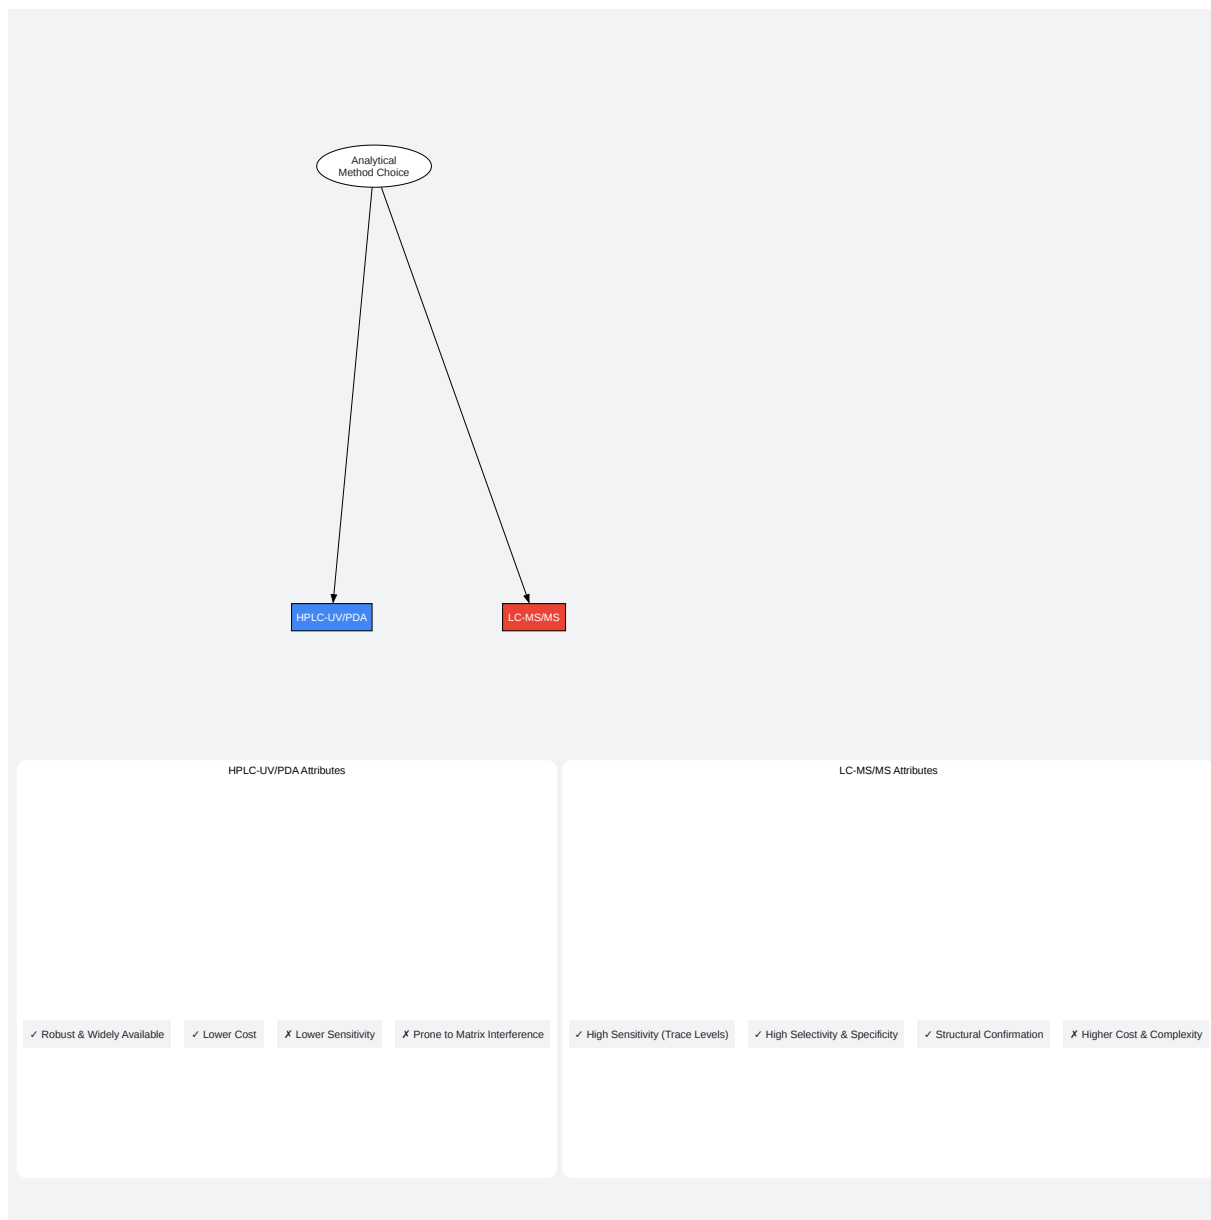 Analytical
Method Choice
HPLC-UV/PDA
LC-MS/MS
HPLC-UV/PDA Attributes
✓ Robust & Widely Available
✓ Lower Cost
✗ Lower Sensitivity
✗ Prone to Matrix Interference
LC-MS/MS Attributes
✓ High Sensitivity (Trace Levels)
✓ High Selectivity & Specificity
✓ Structural Confirmation
✗ Higher Cost & Complexity